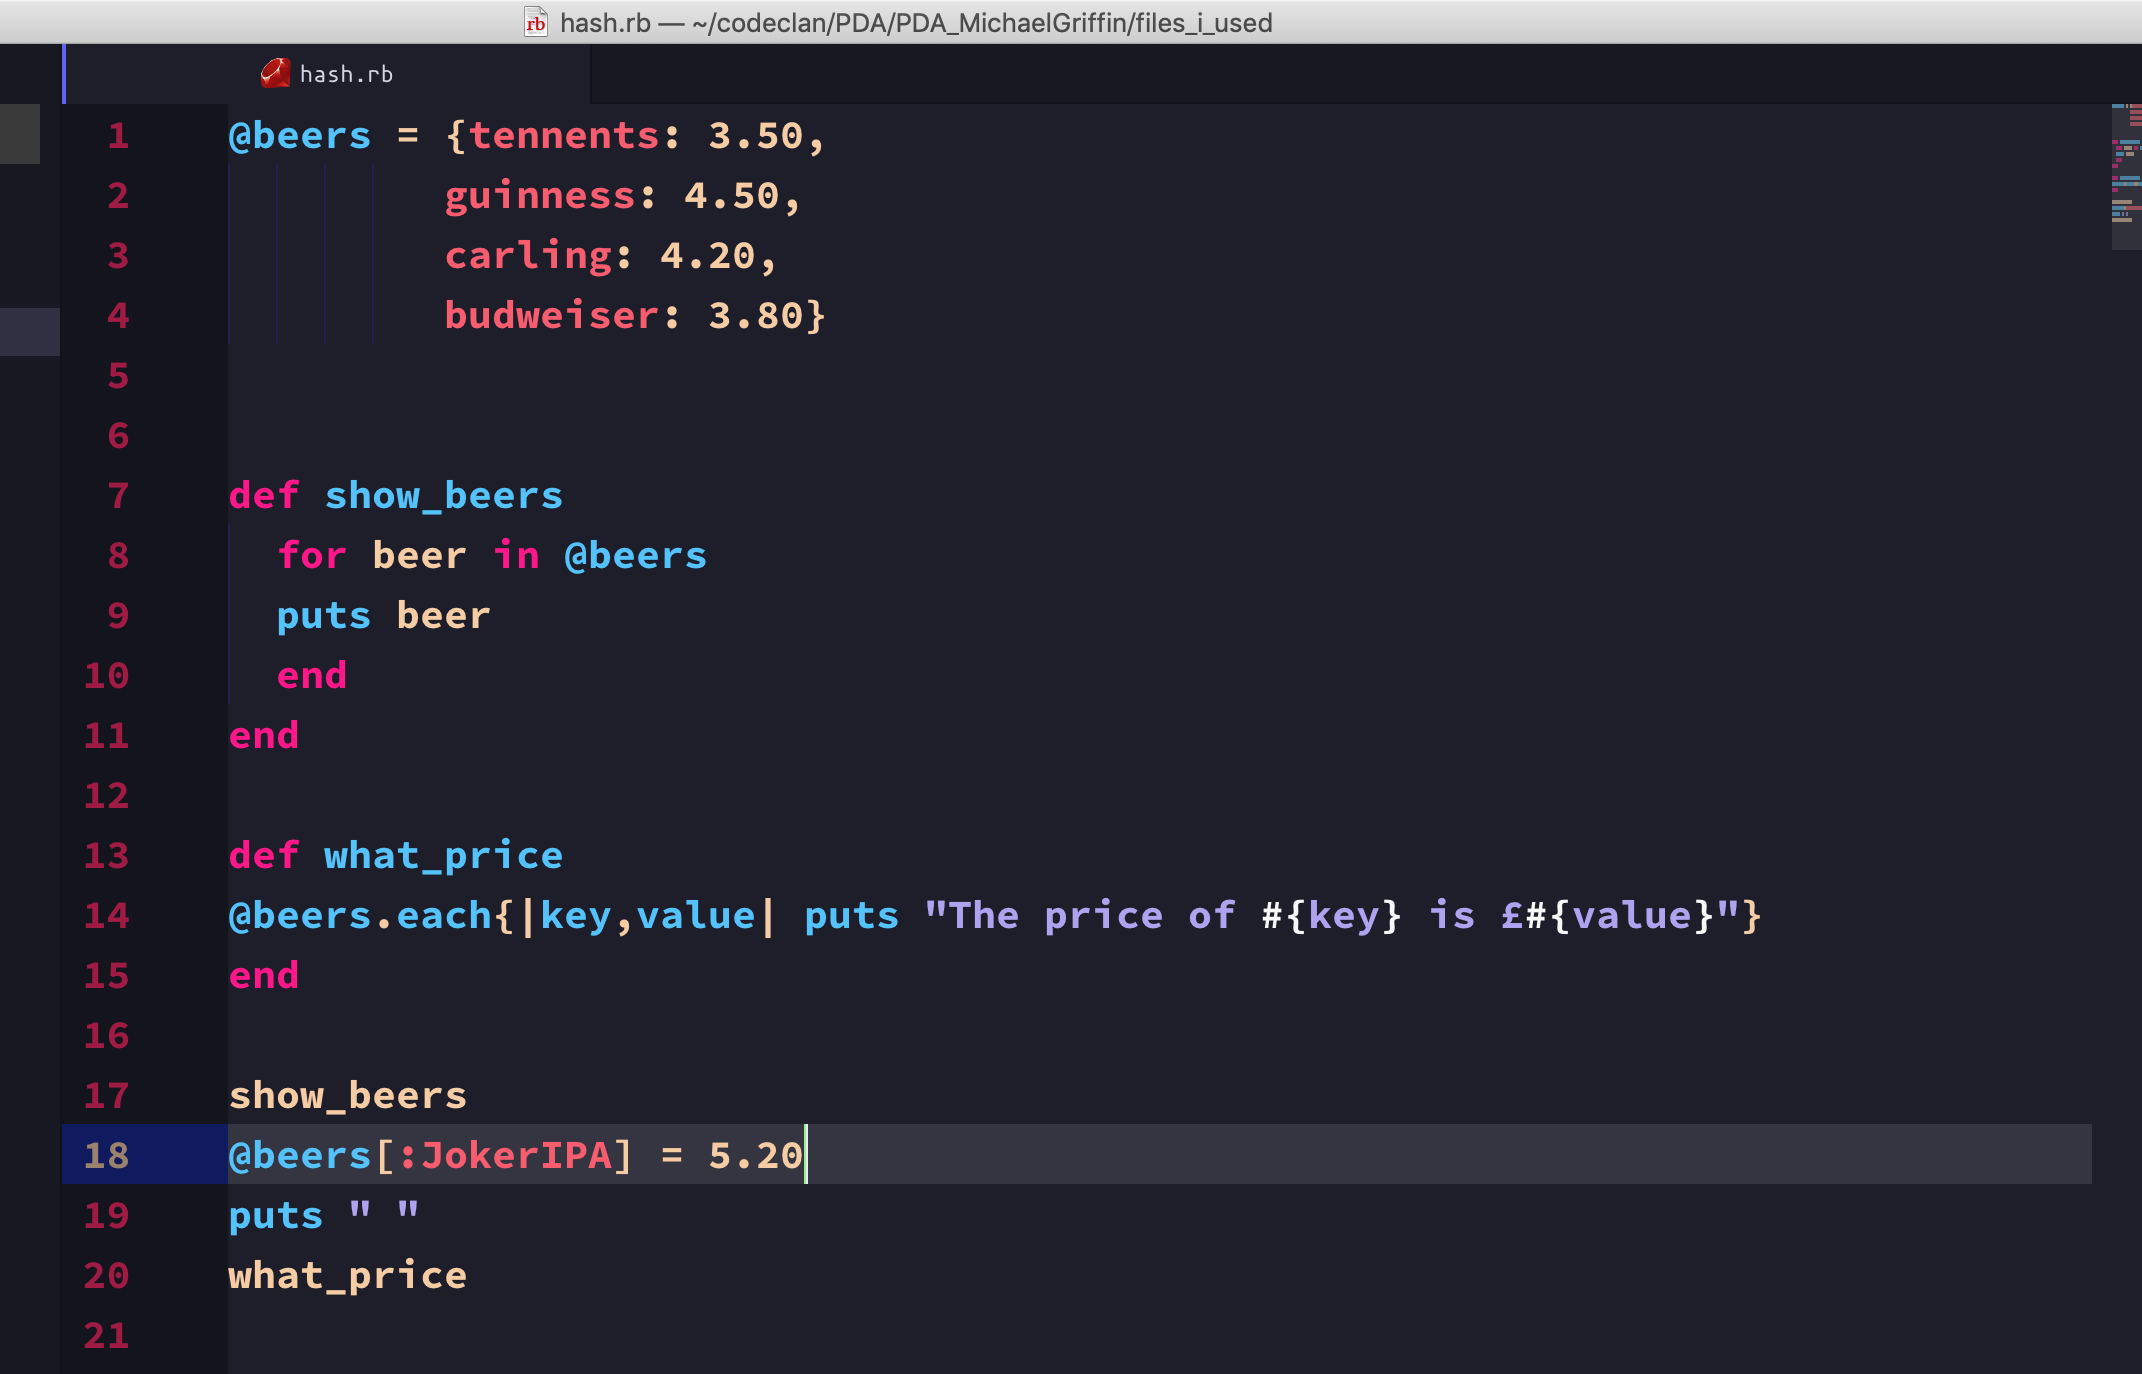 hash.rb — ~/codeclan/PDA/PDA_MichaelGriffin/files_i_used
hash.rb
1 @beers = {tennents: 3.50,
2 guinness: 4.50,
3 carling: 4.20,
4 budweiser: 3.80}
5
6
7 def show_beers
8 for beer in @beers
9 puts beer
10 end
11 end
12
13 def what_price
14 @beers.each{|key,value| puts "The price of #{key} is £#{value}"}
15 end
16
17 show_beers
18 @beers[:JokerIPA] = 5.20
19 puts " "
20 what_price
21